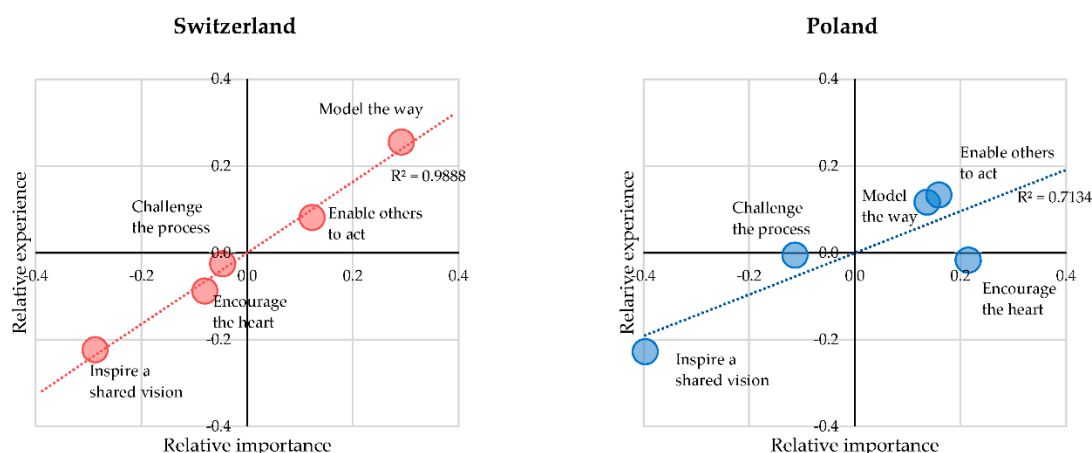 Switzerland
0.4
Model the way
0.2
R² = 0.9888
Challenge
the process
Enable others
to act
0.0
-0.4
-0.2
0.0
0.2
0.4
Encourage
the heart
-0.2
Inspire a
shared vision
-0.4
Relative experience
Relative importance
Poland
0.4
Enable others
to act
0.2
Model
the way
R² = 0.7134
Challenge
the process
0.0
-0.4
-0.2
0.0
0.2
0.4
Encourage
the heart
-0.2
Inspire a
shared vision
-0.4
Relarive experience
Relative importance